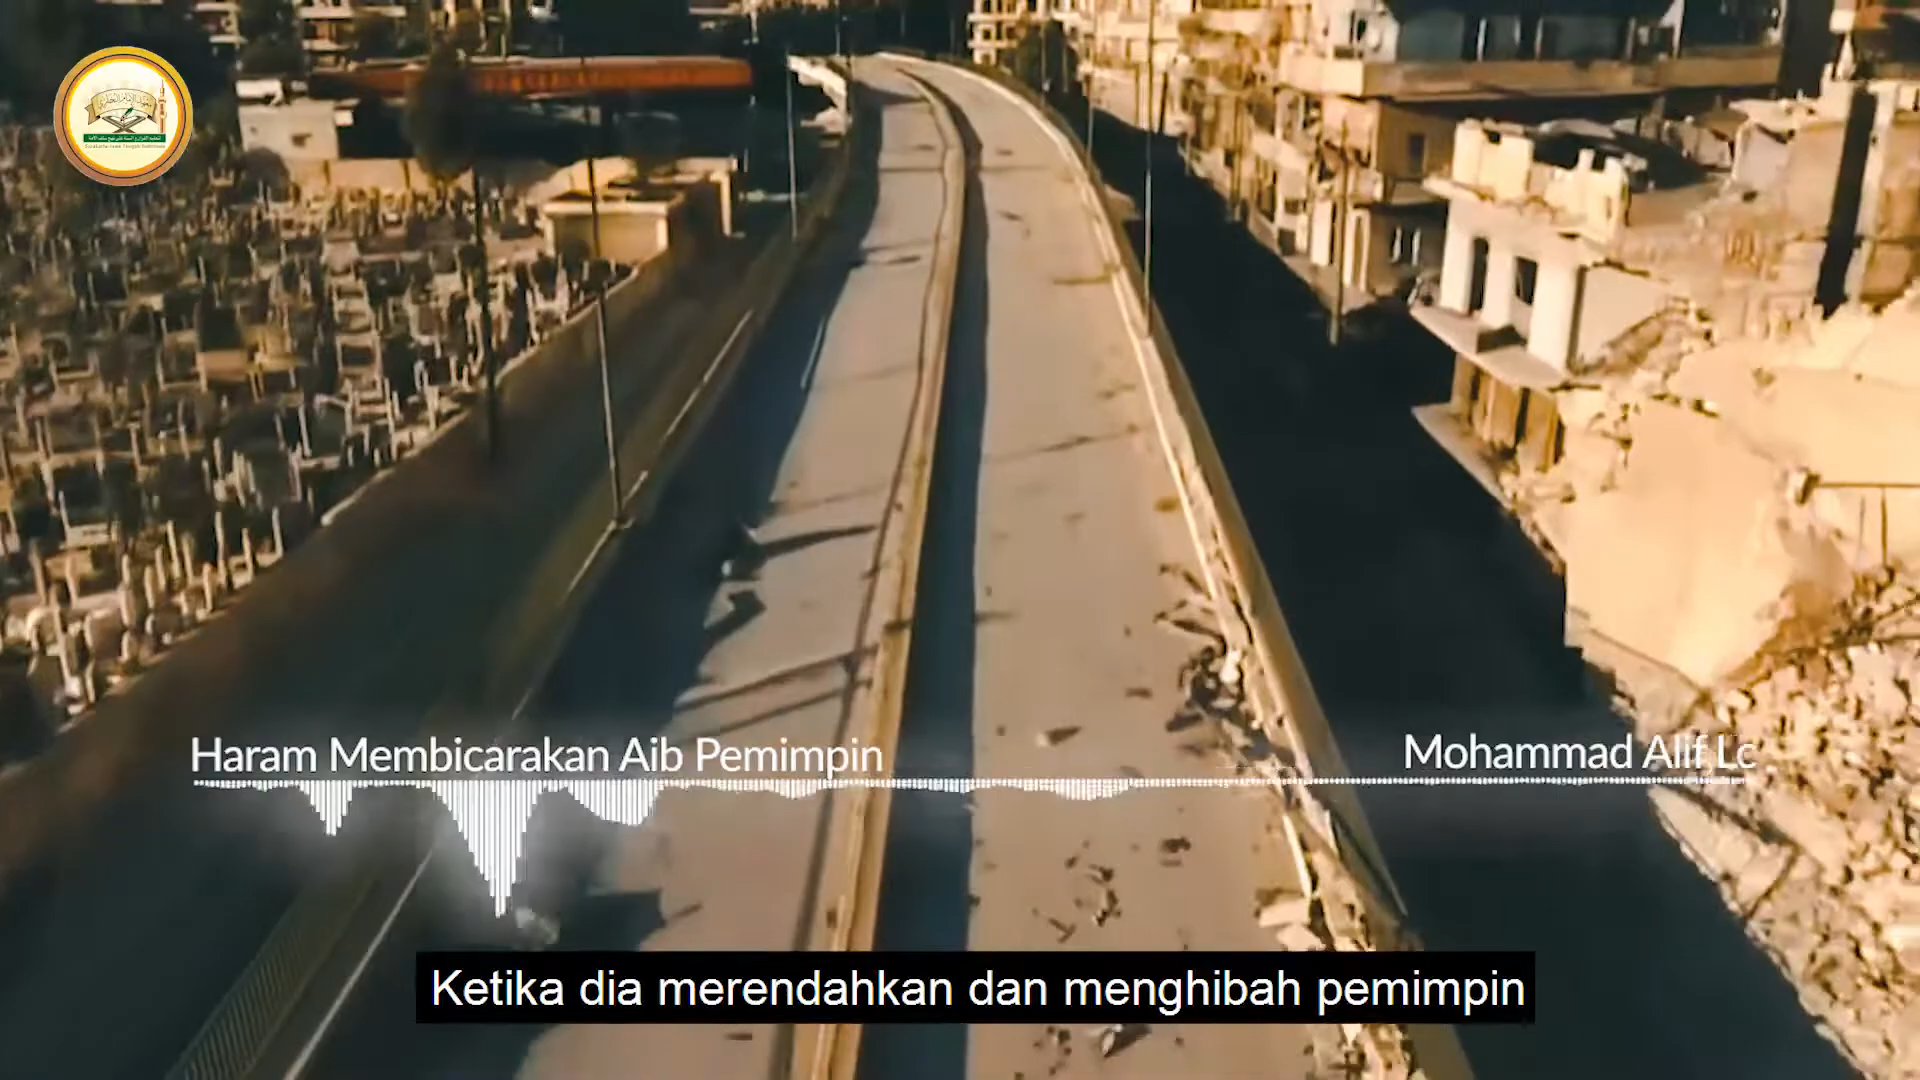 Haram Membicarakan Aib Pemimpin
Mohammad Alif Lc
Ketika dia merendahkan dan menghibah pemimpin